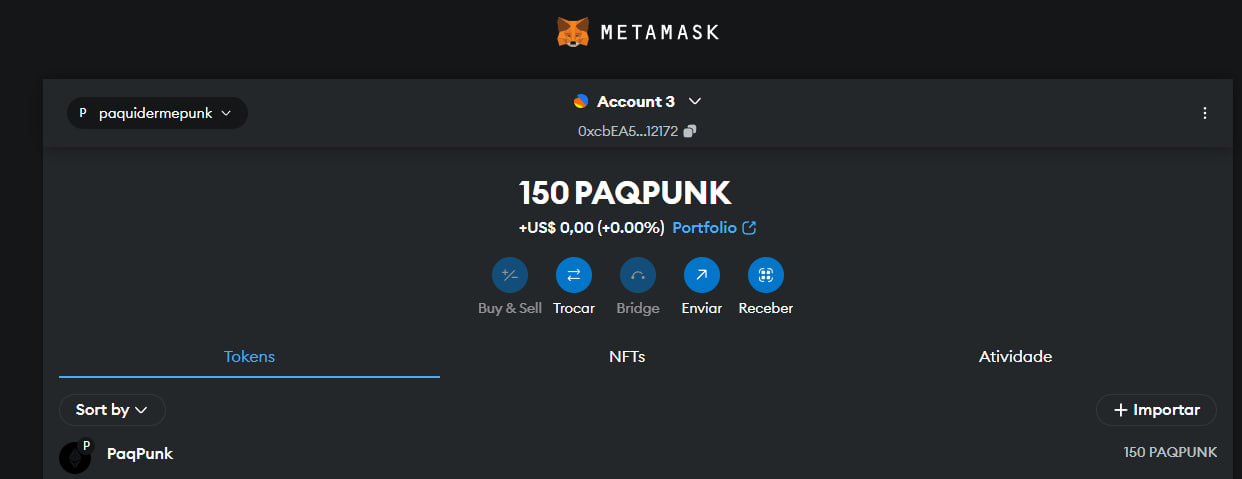 METAMASK
P paquidermepunk
Account 3
0xcbEA5...12172
150 PAQPUNK
+US$ 0,00 (+0.00%) Portfolio
Buy & Sell Trocar Bridge Enviar Receber
Tokens NFTs Atividade
Sort by + Importar
P
PaqPunk 150 PAQPUNK